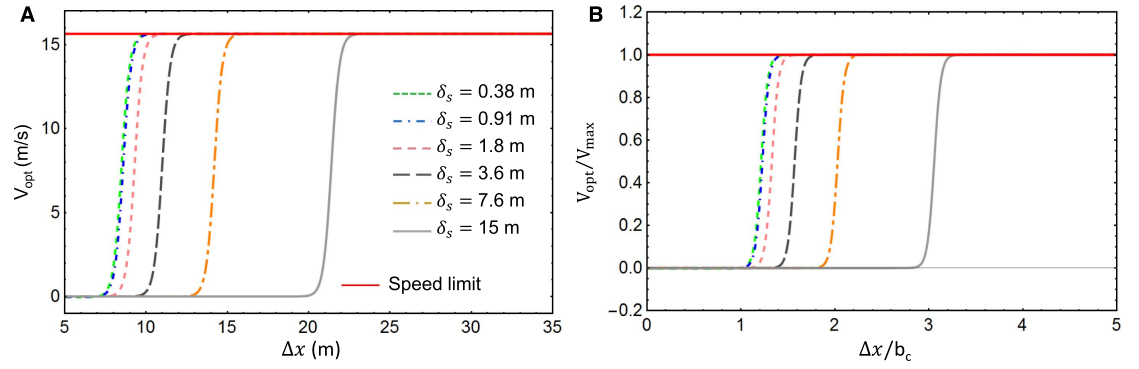 A
V_opt (m/s)
15
10
5
0
δ_s = 0.38 m
δ_s = 0.91 m
δ_s = 1.8 m
δ_s = 3.6 m
δ_s = 7.6 m
δ_s = 15 m
Speed limit
5 10 15 20 25 30 35
Δx (m)
B
V_opt/V_max
1.2
1.0
0.8
0.6
0.4
0.2
0.0
−0.2
0 1 2 3 4 5
Δx/b_c